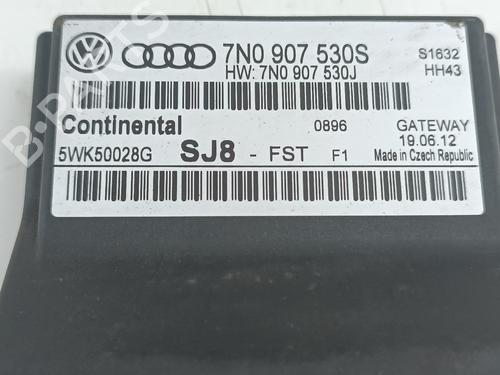 7N0 907 530S S1632
HW: 7N0 907 530J HH43
Continental 0896 GATEWAY
19.06.12
5WK50028G SJ8 - FST F1 Made in Czech Republic
B-PARTS